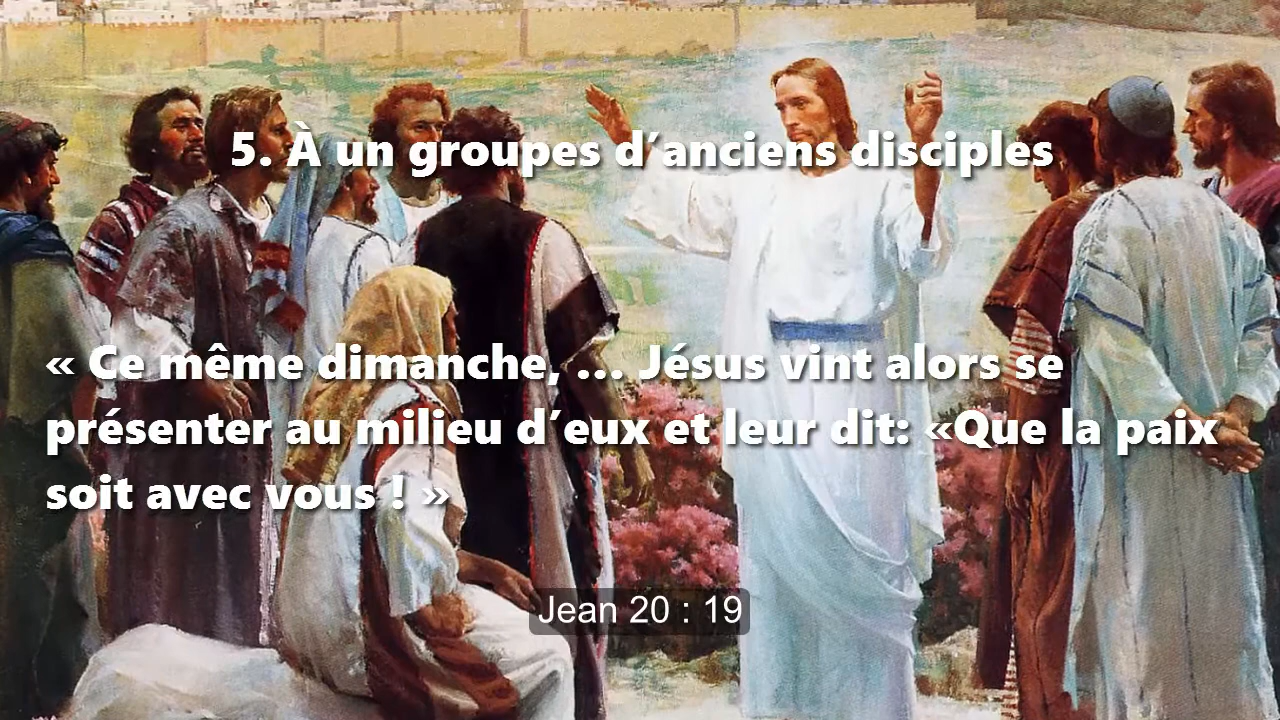 5. À un groupes d’anciens disciples
« Ce même dimanche, ... Jésus vint alors se
présenter au milieu d’eux et leur dit: «Que la paix
soit avec vous ! »
Jean 20 : 19